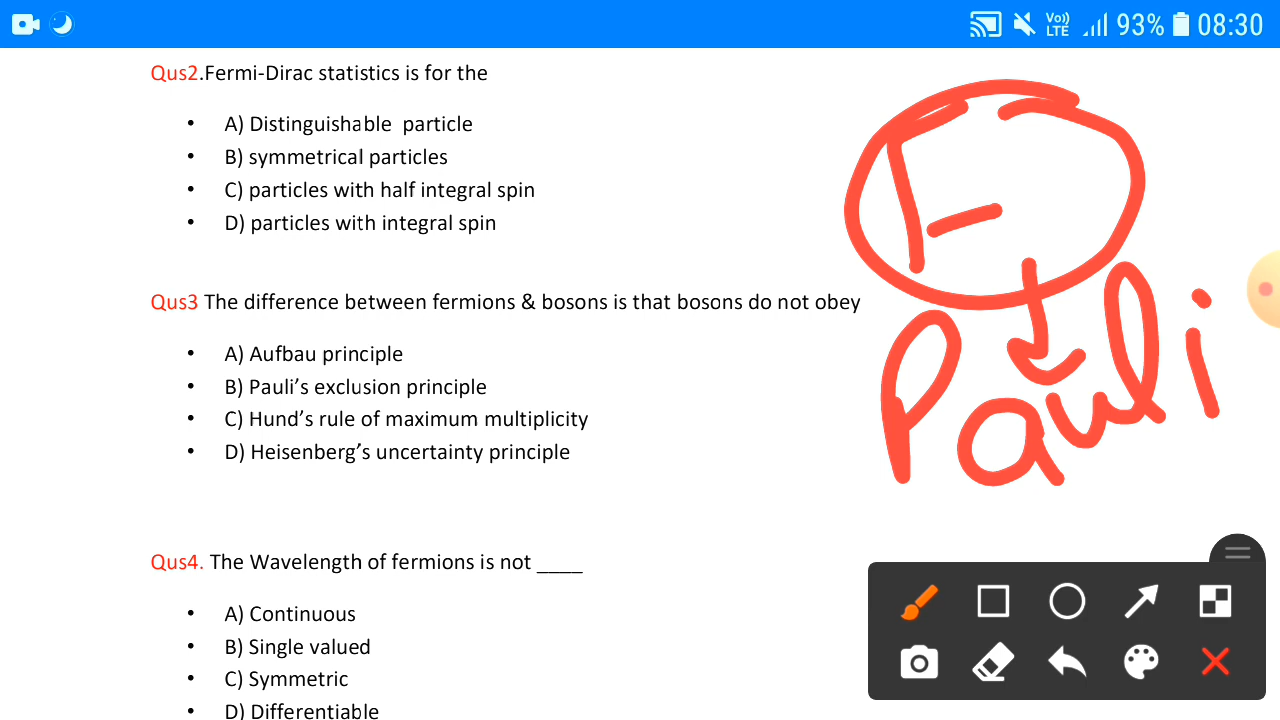 Vo)) LTE 93% 08:30
Qus2.Fermi-Dirac statistics is for the
• A) Distinguishable particle
• B) symmetrical particles
• C) particles with half integral spin
• D) particles with integral spin
F-
Qus3 The difference between fermions & bosons is that bosons do not obey
Pauli
• A) Aufbau principle
• B) Pauli’s exclusion principle
• C) Hund’s rule of maximum multiplicity
• D) Heisenberg’s uncertainty principle
Qus4. The Wavelength of fermions is not ____
• A) Continuous
• B) Single valued
• C) Symmetric
• D) Differentiable